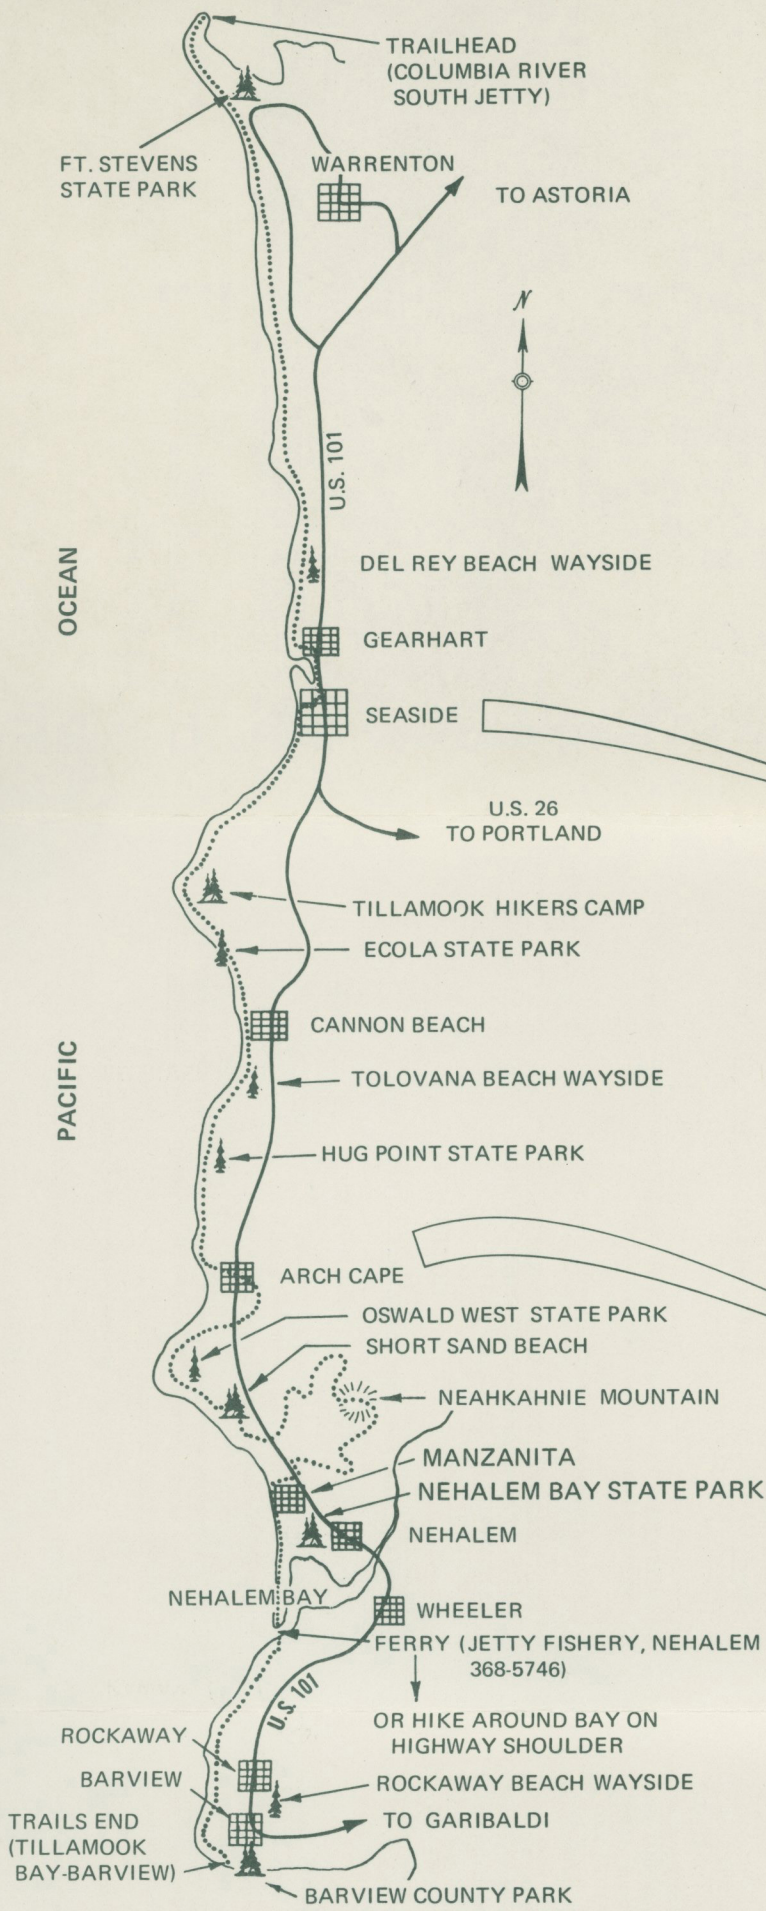 TRAILHEAD
(COLUMBIA RIVER
SOUTH JETTY)
FT. STEVENS
STATE PARK
WARRENTON
TO ASTORIA
N
U.S. 101
OCEAN
DEL REY BEACH WAYSIDE
GEARHART
SEASIDE
U.S. 26
TO PORTLAND
TILLAMOOK HIKERS CAMP
ECOLA STATE PARK
CANNON BEACH
PACIFIC
TOLOVANA BEACH WAYSIDE
HUG POINT STATE PARK
ARCH CAPE
OSWALD WEST STATE PARK
SHORT SAND BEACH
NEAHKAHNIE MOUNTAIN
MANZANITA
NEHALEM BAY STATE PARK
NEHALEM
NEHALEM BAY
WHEELER
FERRY (JETTY FISHERY, NEHALEM
368-5746)
U.S. 101
OR HIKE AROUND BAY ON
HIGHWAY SHOULDER
ROCKAWAY
BARVIEW
ROCKAWAY BEACH WAYSIDE
TO GARIBALDI
TRAILS END
(TILLAMOOK
BAY-BARVIEW)
BARVIEW COUNTY PARK